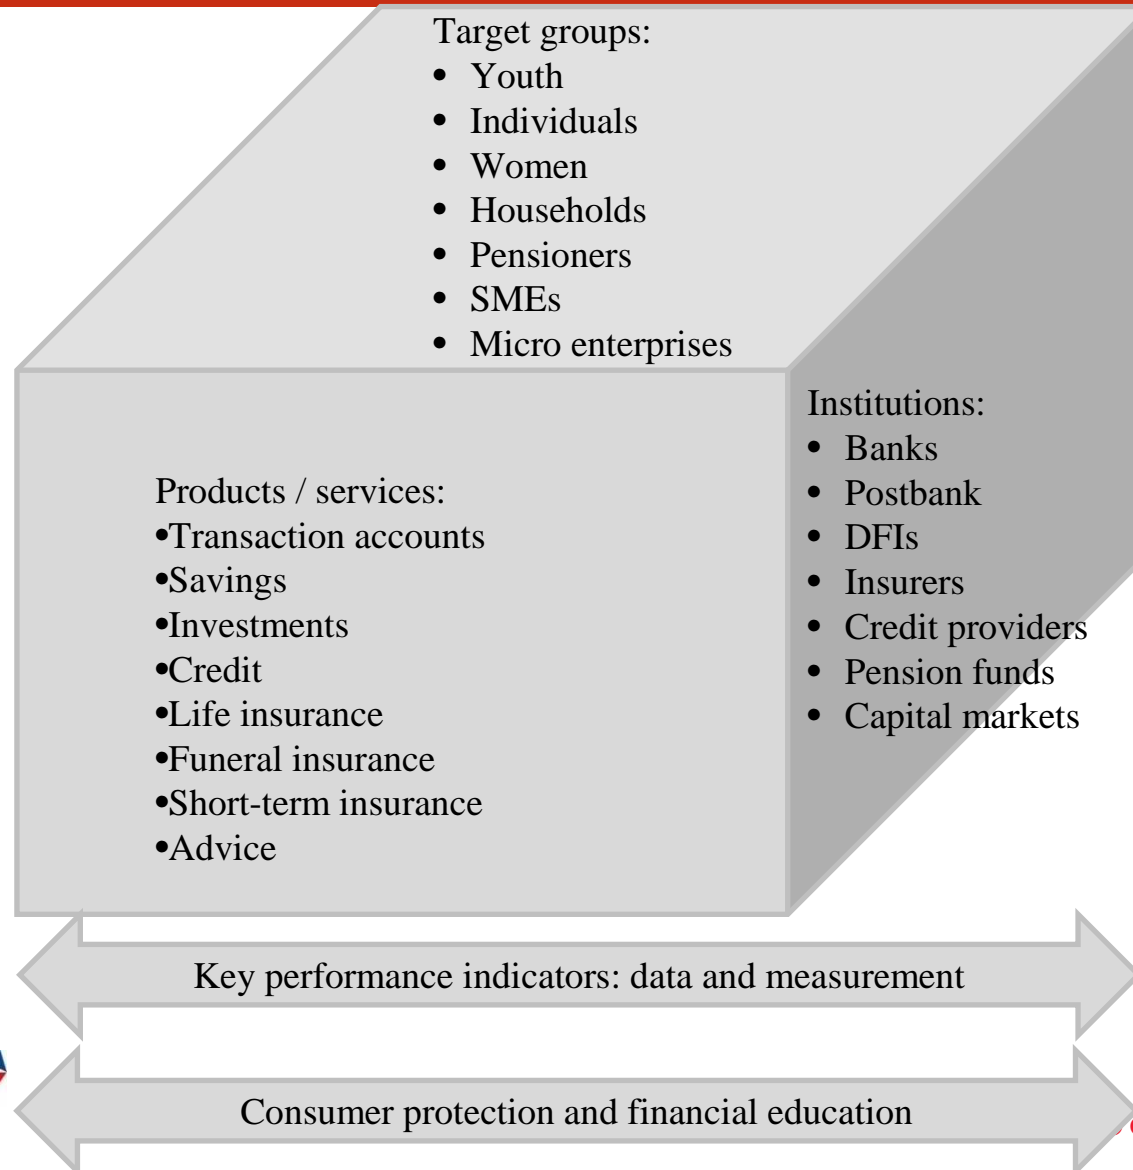 Target groups:
• Youth
• Individuals
• Women
• Households
• Pensioners
• SMEs
• Micro enterprises
Institutions:
• Banks
• Postbank
• DFIs
• Insurers
• Credit providers
• Pension funds
• Capital markets
Products / services:
•Transaction accounts
•Savings
•Investments
•Credit
•Life insurance
•Funeral insurance
•Short-term insurance
•Advice
Key performance indicators: data and measurement
Consumer protection and financial education